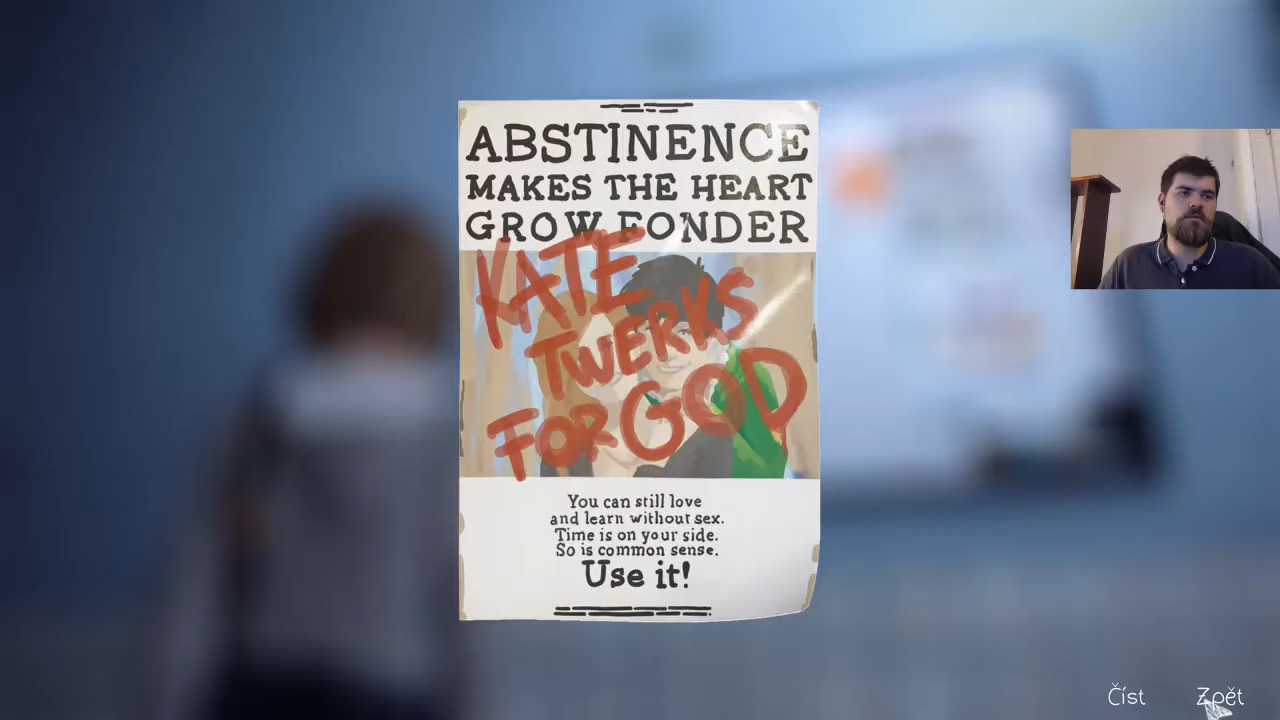 ABSTINENCE
MAKES THE HEART
GROW FONDER
KATE
TWERKS
FOR GOD
You can still love
and learn without sex.
Time is on your side.
So is common sense.
Use it!
Číst Zpět